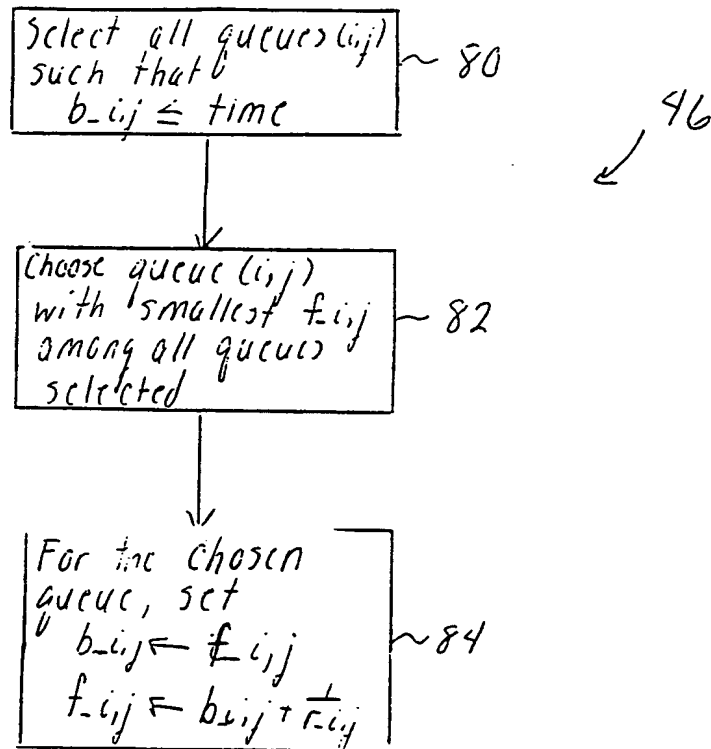 Select all queues (i,j)
such that
b_i,j ≤ time
80
46
Choose queue (i,j)
with smallest f_i,j
among all queues
selected
82
For the chosen
queue, set
b_i,j ← f_i,j
f_i,j ← b_i,j + 1/r_i,j
84